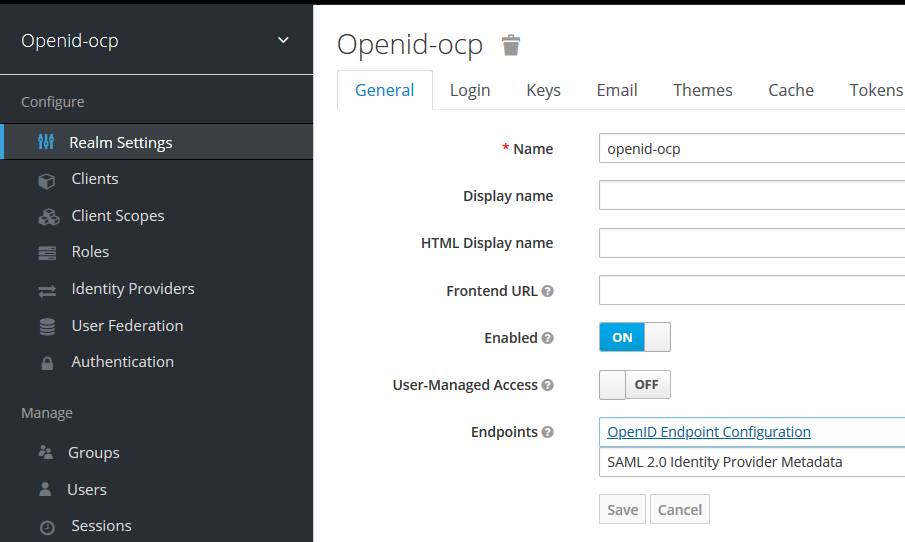 Openid-ocp
Configure
Realm Settings
Clients
Client Scopes
Roles
Identity Providers
User Federation
Authentication
Manage
Groups
Users
Sessions
Openid-ocp
General Login Keys Email Themes Cache Tokens
* Name openid-ocp
Display name
HTML Display name
Frontend URL ?
Enabled ? ON
User-Managed Access ? OFF
Endpoints ? OpenID Endpoint Configuration
SAML 2.0 Identity Provider Metadata
Save Cancel